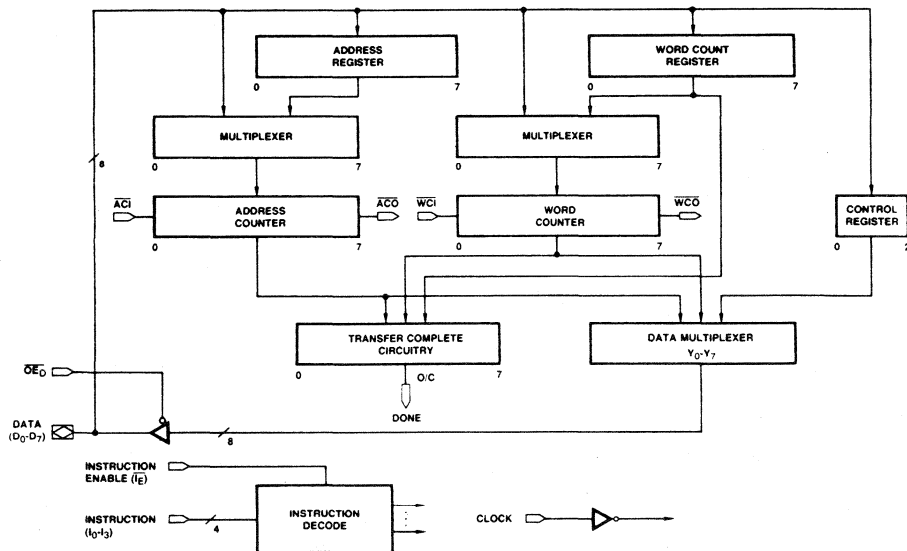 ADDRESS
REGISTER
0 7
WORD COUNT
REGISTER
0 7
MULTIPLEXER
0 7
MULTIPLEXER
0 7
8
ACI
ADDRESS
COUNTER
0 7
ACO
WCI
WORD
COUNTER
0 7
WCO
CONTROL
REGISTER
0 2
TRANSFER COMPLETE
CIRCUITRY
0 7
O/C
DONE
DATA MULTIPLEXER
Y0-Y7
OED
DATA
(D0-D7)
8
INSTRUCTION
ENABLE (IE)
INSTRUCTION
(I0-I3)
4
INSTRUCTION
DECODE
CLOCK